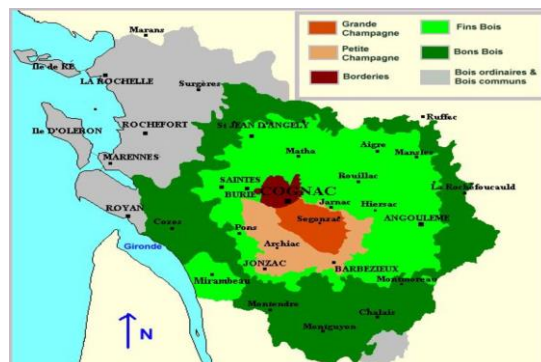 Grande
Champagne
Petite
Champagne
Borderies
Fins Bois
Bons Bois
Bois ordinaires &
Bois communs
Marans
Ile de RÉ
LA ROCHELLE
Surgères
Ile D'OLERON
ROCHEFORT
MARENNES
St JEAN D'ANGELY
Ruffec
Matha
Aigre
Mansles
SAINTES
BURIE
COGNAC
Rouillac
La Rochefoucauld
ROYAN
Cozes
Jarnac
Hiersac
Segonzac
ANGOULEME
Gironde
Pons
Archiac
JONZAC
BARBEZIEUX
Mirambeau
Montmoreau
Montendre
Chalais
Montguyon
N